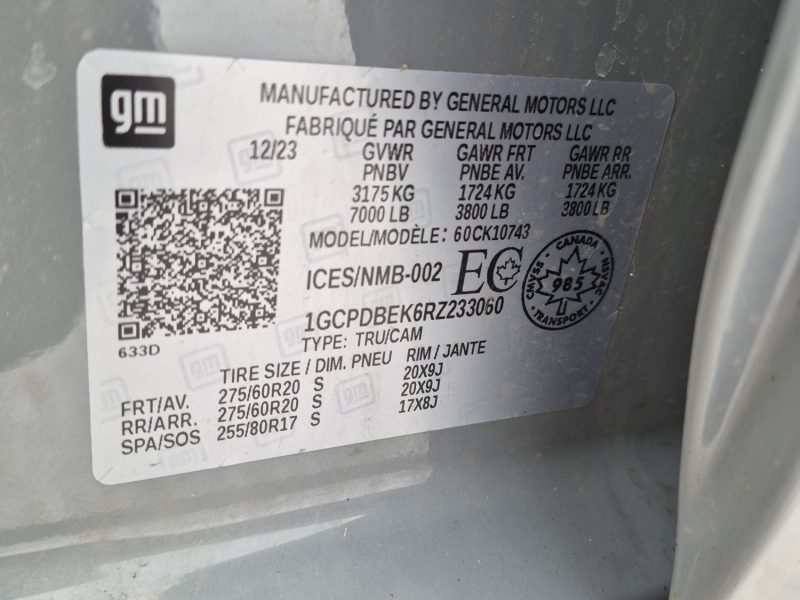 gm
MANUFACTURED BY GENERAL MOTORS LLC
FABRIQUÉ PAR GENERAL MOTORS LLC
12/23 GVWR GAWR FRT GAWR RR
PNBV PNBE AV. PNBE ARR.
3175 KG 1724 KG 1724 KG
7000 LB 3800 LB 3800 LB
MODEL/MODÈLE: 60CK10743
ICES/NMB-002 EC
CANADA
CMVSS 985 NSVAC
TRANSPORT
1GCPDBEK6RZ233060
633D TYPE: TRU/CAM
TIRE SIZE / DIM. PNEU RIM / JANTE
FRT/AV. 275/60R20 S 20X9J
RR/ARR. 275/60R20 S 20X9J
SPA/SOS 255/80R17 S 17X8J